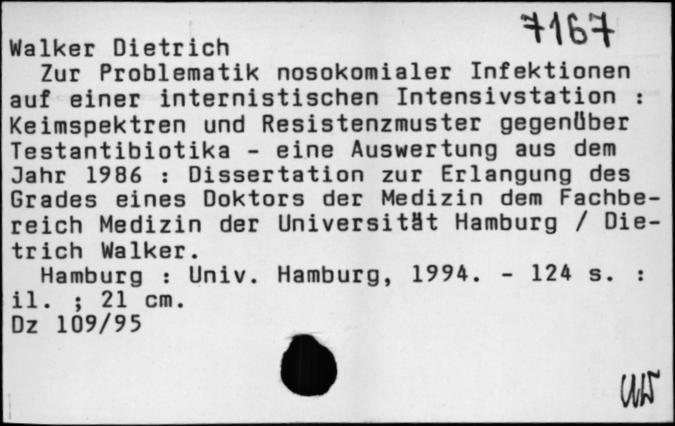 7167
Walker Dietrich
Zur Problematik nosokomialer Infektionen
auf einer internistischen Intensivstation :
Keimspektren und Resistenzmuster gegenüber
Testantibiotika - eine Auswertung aus dem
Jahr 1986 : Dissertation zur Erlangung des
Grades eines Doktors der Medizin dem Fachbe-
reich Medizin der Universität Hamburg / Die-
trich Walker.
Hamburg : Univ. Hamburg, 1994. - 124 s. :
il. ; 21 cm.
Dz 109/95